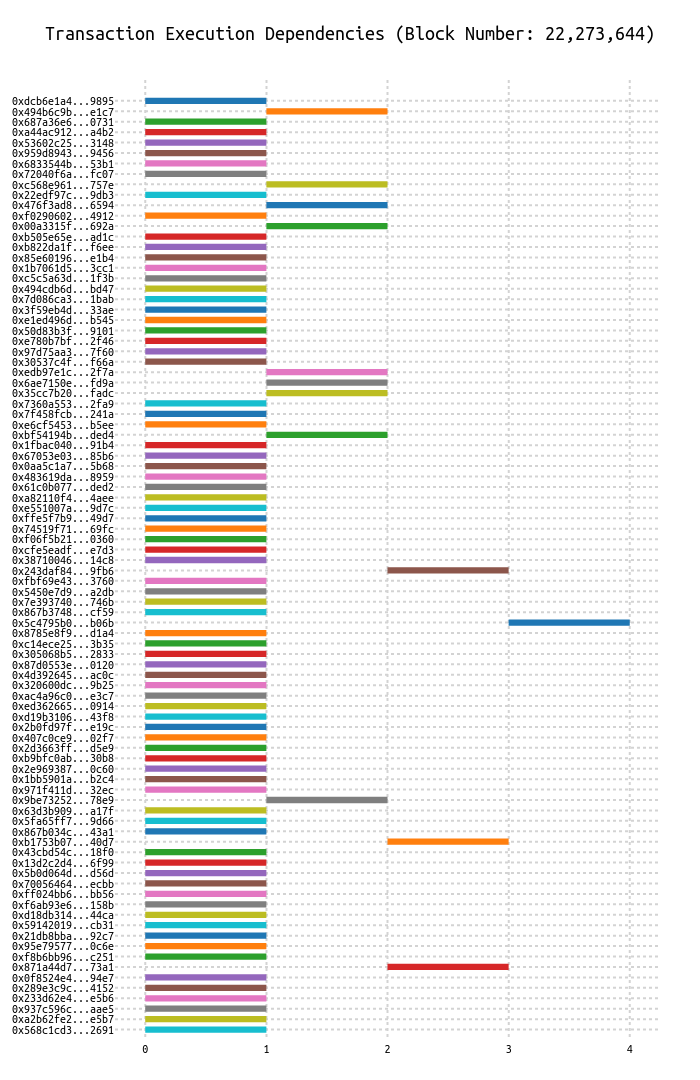 Transaction Execution Dependencies (Block Number: 22,273,644)
0xdcb6e1a4...9895
0x494b6c9b...e1c7
0x687a36e6...0731
0xa44ac912...a4b2
0x53602c25...3148
0x959d8943...9456
0x6833544b...53b1
0x72040f6a...fc07
0xc568e961...757e
0x22edf97c...9db3
0x476f3ad8...6594
0xf0290602...4912
0x00a3315f...692a
0xb505e65e...ad1c
0xb822da1f...f6ee
0x85e60196...e1b4
0x1b7061d5...3cc1
0xc5c5a63d...1f3b
0x494cdb6d...bd47
0x7d086ca3...1bab
0x3f59eb4d...33ae
0xe1ed496d...b545
0x50d83b3f...9101
0xe780b7bf...2f46
0x97d75aa3...7f60
0x30537c4f...f66a
0xedb97e1c...2f7a
0x6ae7150e...fd9a
0x35cc7b20...fadc
0x7360a553...2fa9
0x7f458fcb...241a
0xe6cf5453...b5ee
0xbf54194b...ded4
0x1fbac040...91b4
0x67053e03...85b6
0x0aa5c1a7...5b68
0x483619da...8959
0x61c0b077...ded2
0xa82110f4...4aee
0xe551007a...9d7c
0xffe5f7b9...49d7
0x74519f71...69fc
0xf06f5b21...0360
0xcfe5eadf...e7d3
0x38710046...14c8
0x243daf84...9fb6
0xfbf69e43...3760
0x5450e7d9...a2db
0x7e393740...746b
0x867b3748...cf59
0x5c4795b0...b06b
0x8785e8f9...d1a4
0xc14ece25...3b35
0x305068b5...2833
0x87d0553e...0120
0x4d392645...ac0c
0x320600dc...9b25
0xac4a96c0...e3c7
0xed362665...0914
0xd19b3106...43f8
0x2b0fd97f...e19c
0x407c0ce9...02f7
0x2d3663ff...d5e9
0xb9bfc0ab...30b8
0x2e969387...0c60
0x1bb5901a...b2c4
0x971f411d...32ec
0x9be73252...78e9
0x63d3b909...a17f
0x5fa65ff7...9d66
0x867b034c...43a1
0xb1753b07...40d7
0x43cbd54c...18f0
0x13d2c2d4...6f99
0x5b0d064d...d56d
0x70056464...ecbb
0xff024bb6...bb56
0xf6ab93e6...158b
0xd18db314...44ca
0x59142019...cb31
0x21db8bba...92c7
0x95e79577...0c6e
0xf8b6bb96...c251
0x871a44d7...73a1
0x0f8524e4...94e7
0x289e3c9c...4152
0x233d62e4...e5b6
0x937c596c...aae5
0xa2b62fe2...e5b7
0x568c1cd3...2691
0 1 2 3 4